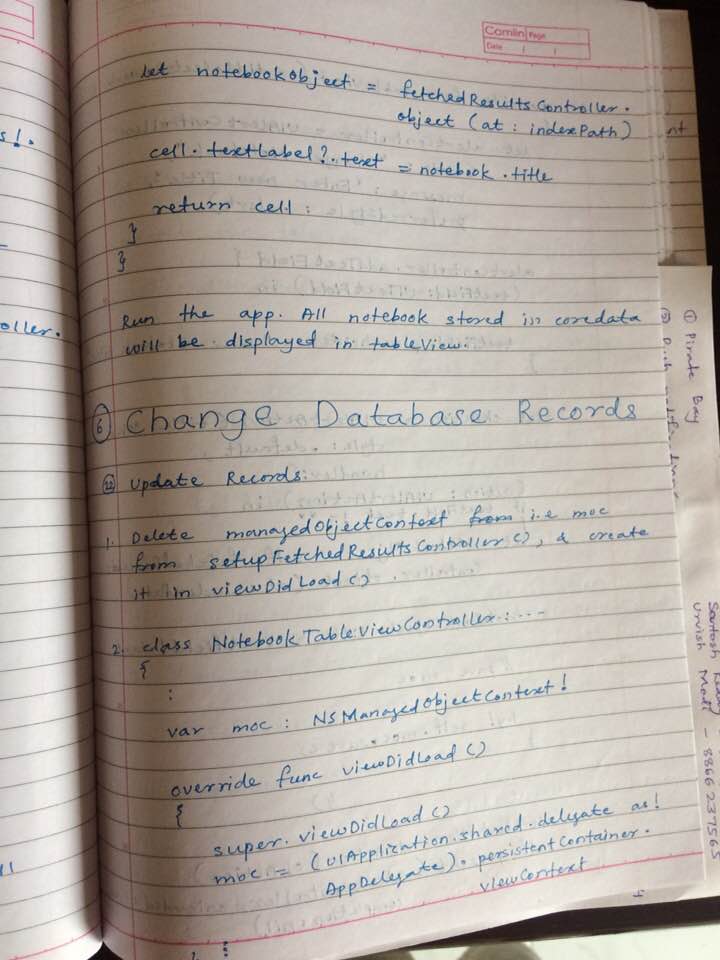 Camlin Page
Date / /
let notebookobject = fetchedResultsController.
object (at : indexPath)
cell.textLabel?.text = notebook.title
return cell :
}
}
Run the app. All notebook stored in coredata
will be displayed in tableView.
⑥ Change Database Records
⑫ Update Records:
1. Delete managedObjectContext from i.e moc
from setupFetchedResultsController(), & create
it in viewDidLoad().
2. class NotebookTableViewController : ----
{
:
var moc : NSManagedObjectContext!
override func viewDidLoad()
{
super.viewDidLoad()
moc = (UIApplication.shared.delegate as!
AppDelegate).persistentContainer.
viewContext
s!.
oller.
nt
① Pirate Bay
②
Santosh
Urvish Modi - 8866237565